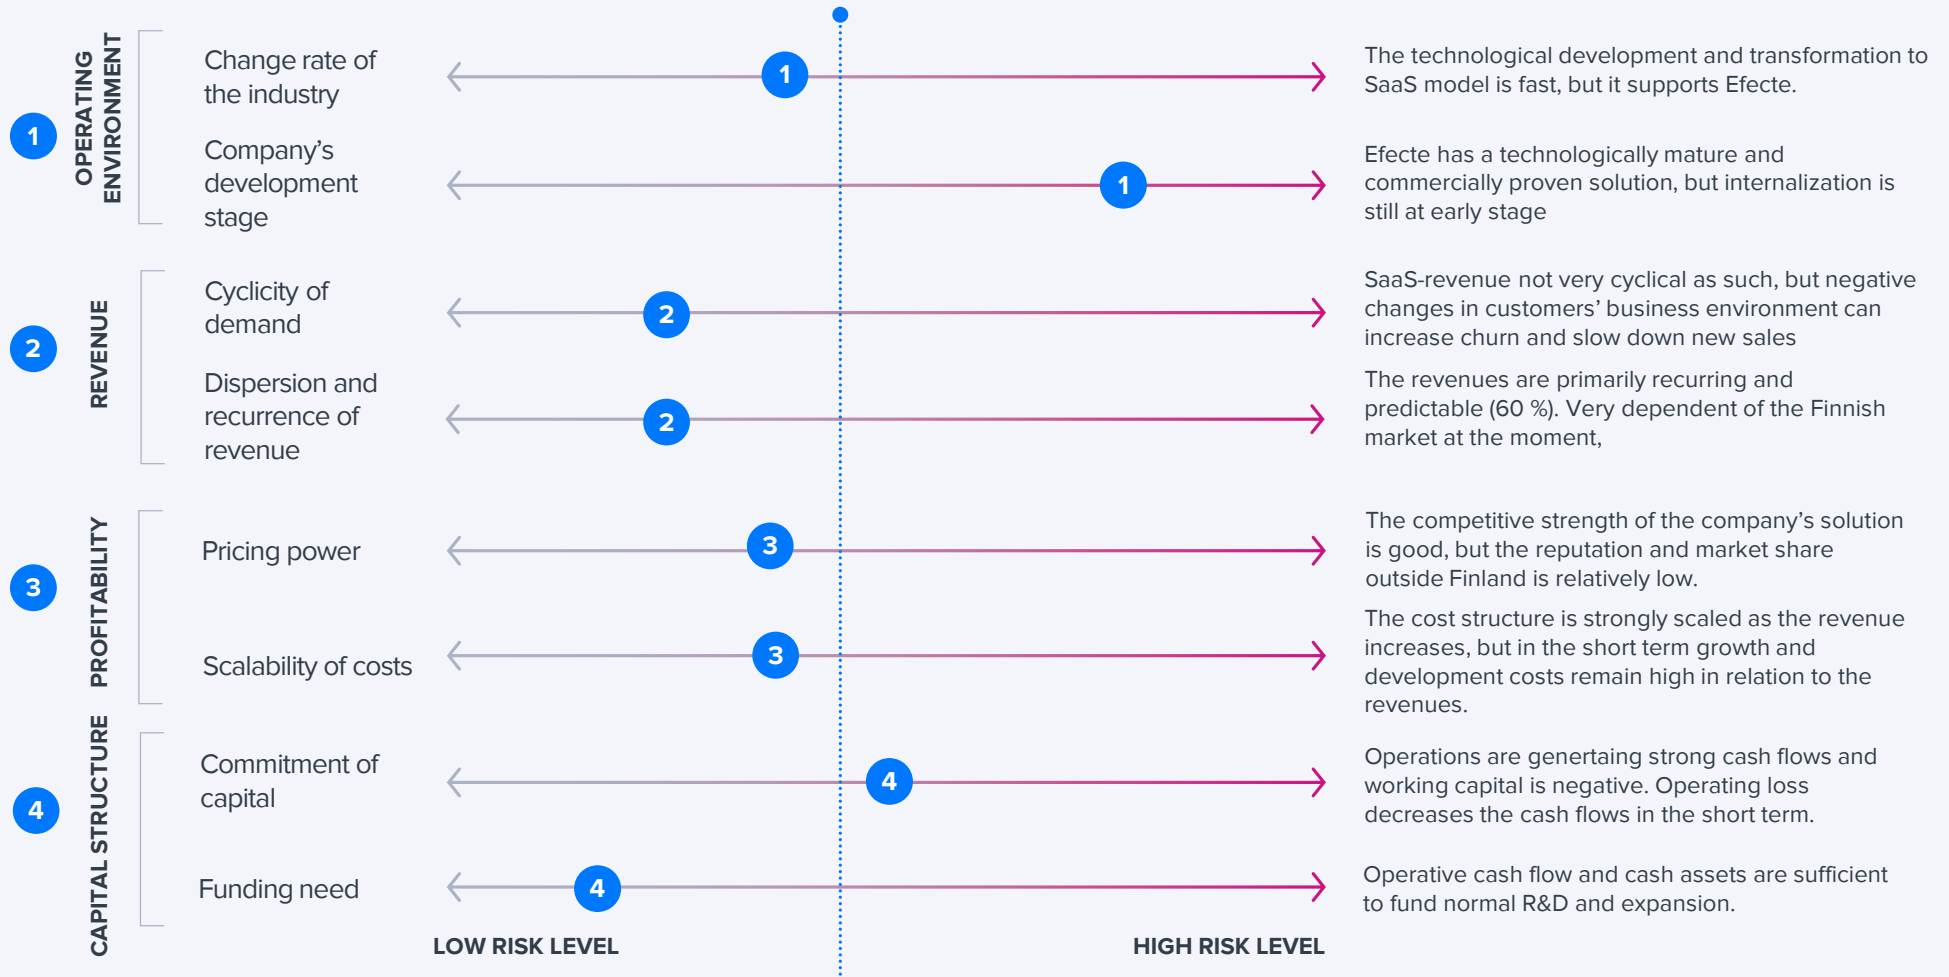 1
OPERATING
ENVIRONMENT
Change rate of
the industry
1
The technological development and transformation to
SaaS model is fast, but it supports Efecte.
Company’s
development
stage
1
Efecte has a technologically mature and
commercially proven solution, but internalization is
still at early stage
2
REVENUE
Cyclicity of
demand
2
SaaS-revenue not very cyclical as such, but negative
changes in customers’ business environment can
increase churn and slow down new sales
Dispersion and
recurrence of
revenue
2
The revenues are primarily recurring and
predictable (60 %). Very dependent of the Finnish
market at the moment,
3
PROFITABILITY
Pricing power
3
The competitive strength of the company’s solution
is good, but the reputation and market share
outside Finland is relatively low.
Scalability of costs
3
The cost structure is strongly scaled as the revenue
increases, but in the short term growth and
development costs remain high in relation to the
revenues.
4
CAPITAL STRUCTURE
Commitment of
capital
4
Operations are genertaing strong cash flows and
working capital is negative. Operating loss
decreases the cash flows in the short term.
Funding need
4
Operative cash flow and cash assets are sufficient
to fund normal R&D and expansion.
LOW RISK LEVEL
HIGH RISK LEVEL